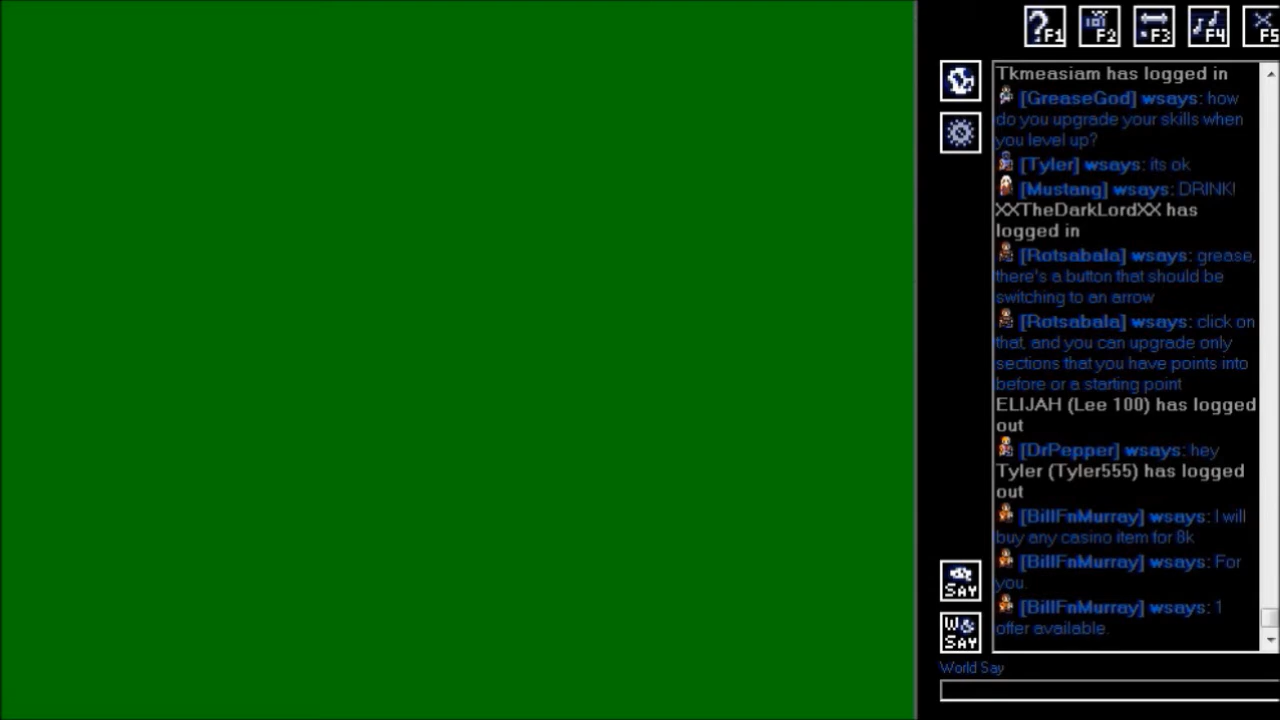 ?F1 F2 F3 F4 F5
Tkmeasiam has logged in
[GreaseGod] wsays: how
do you upgrade your skills when
you level up?
[Tyler] wsays: its ok
[Mustang] wsays: DRINK!
XXTheDarkLordXX has
logged in
[Rotsabala] wsays: grease,
there's a button that should be
switching to an arrow
[Rotsabala] wsays: click on
that, and you can upgrade only
sections that you have points into
before or a starting point
ELIJAH (Lee 100) has logged
out
[DrPepper] wsays: hey
Tyler (Tyler555) has logged
out
[BillFnMurray] wsays: I will
buy any casino item for 8k
[BillFnMurray] wsays: For
you.
[BillFnMurray] wsays: 1
offer available.
SAY
W&
SAY
World Say